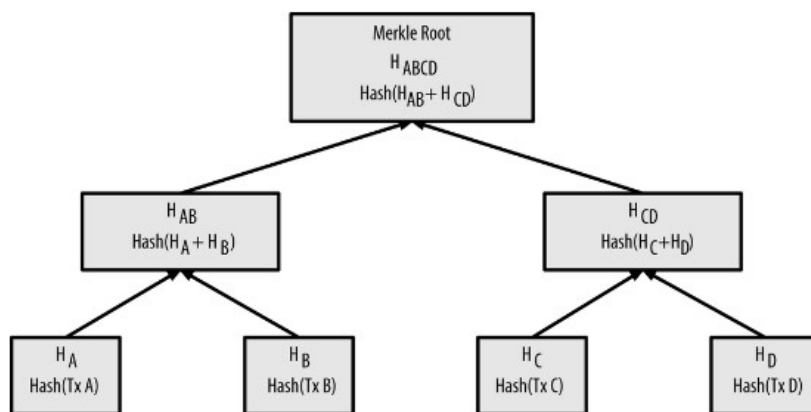 Merkle Root
H ABCD
Hash(H AB + H CD)
H AB
Hash(H A + H B)
H CD
Hash(H C+H D)
H A
Hash(Tx A)
H B
Hash(Tx B)
H C
Hash(Tx C)
H D
Hash(Tx D)